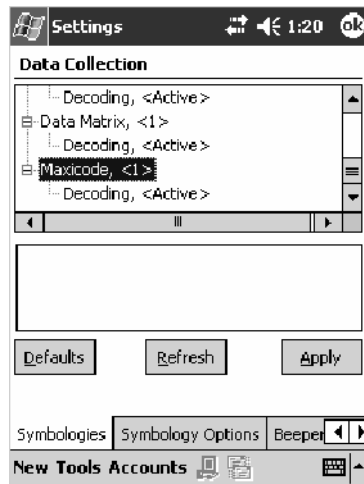 Settings 1:20 ok
Data Collection
Decoding, <Active>
Data Matrix, <1>
Decoding, <Active>
Maxicode, <1>
Decoding, <Active>
Defaults Refresh Apply
Symbologies Symbology Options Beeper
New Tools Accounts